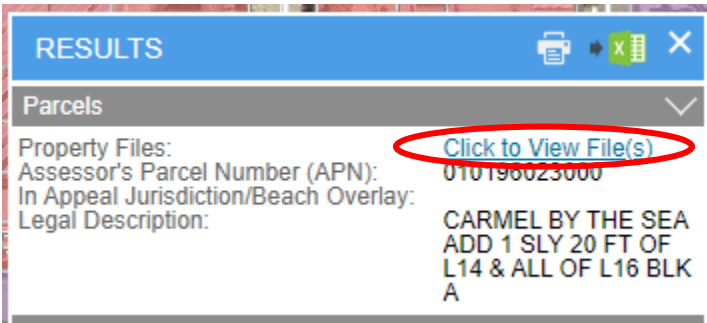 RESULTS
Parcels
Property Files: Click to View File(s)
Assessor's Parcel Number (APN): 010196023000
In Appeal Jurisdiction/Beach Overlay:
Legal Description: CARMEL BY THE SEA
ADD 1 SLY 20 FT OF
L14 & ALL OF L16 BLK
A